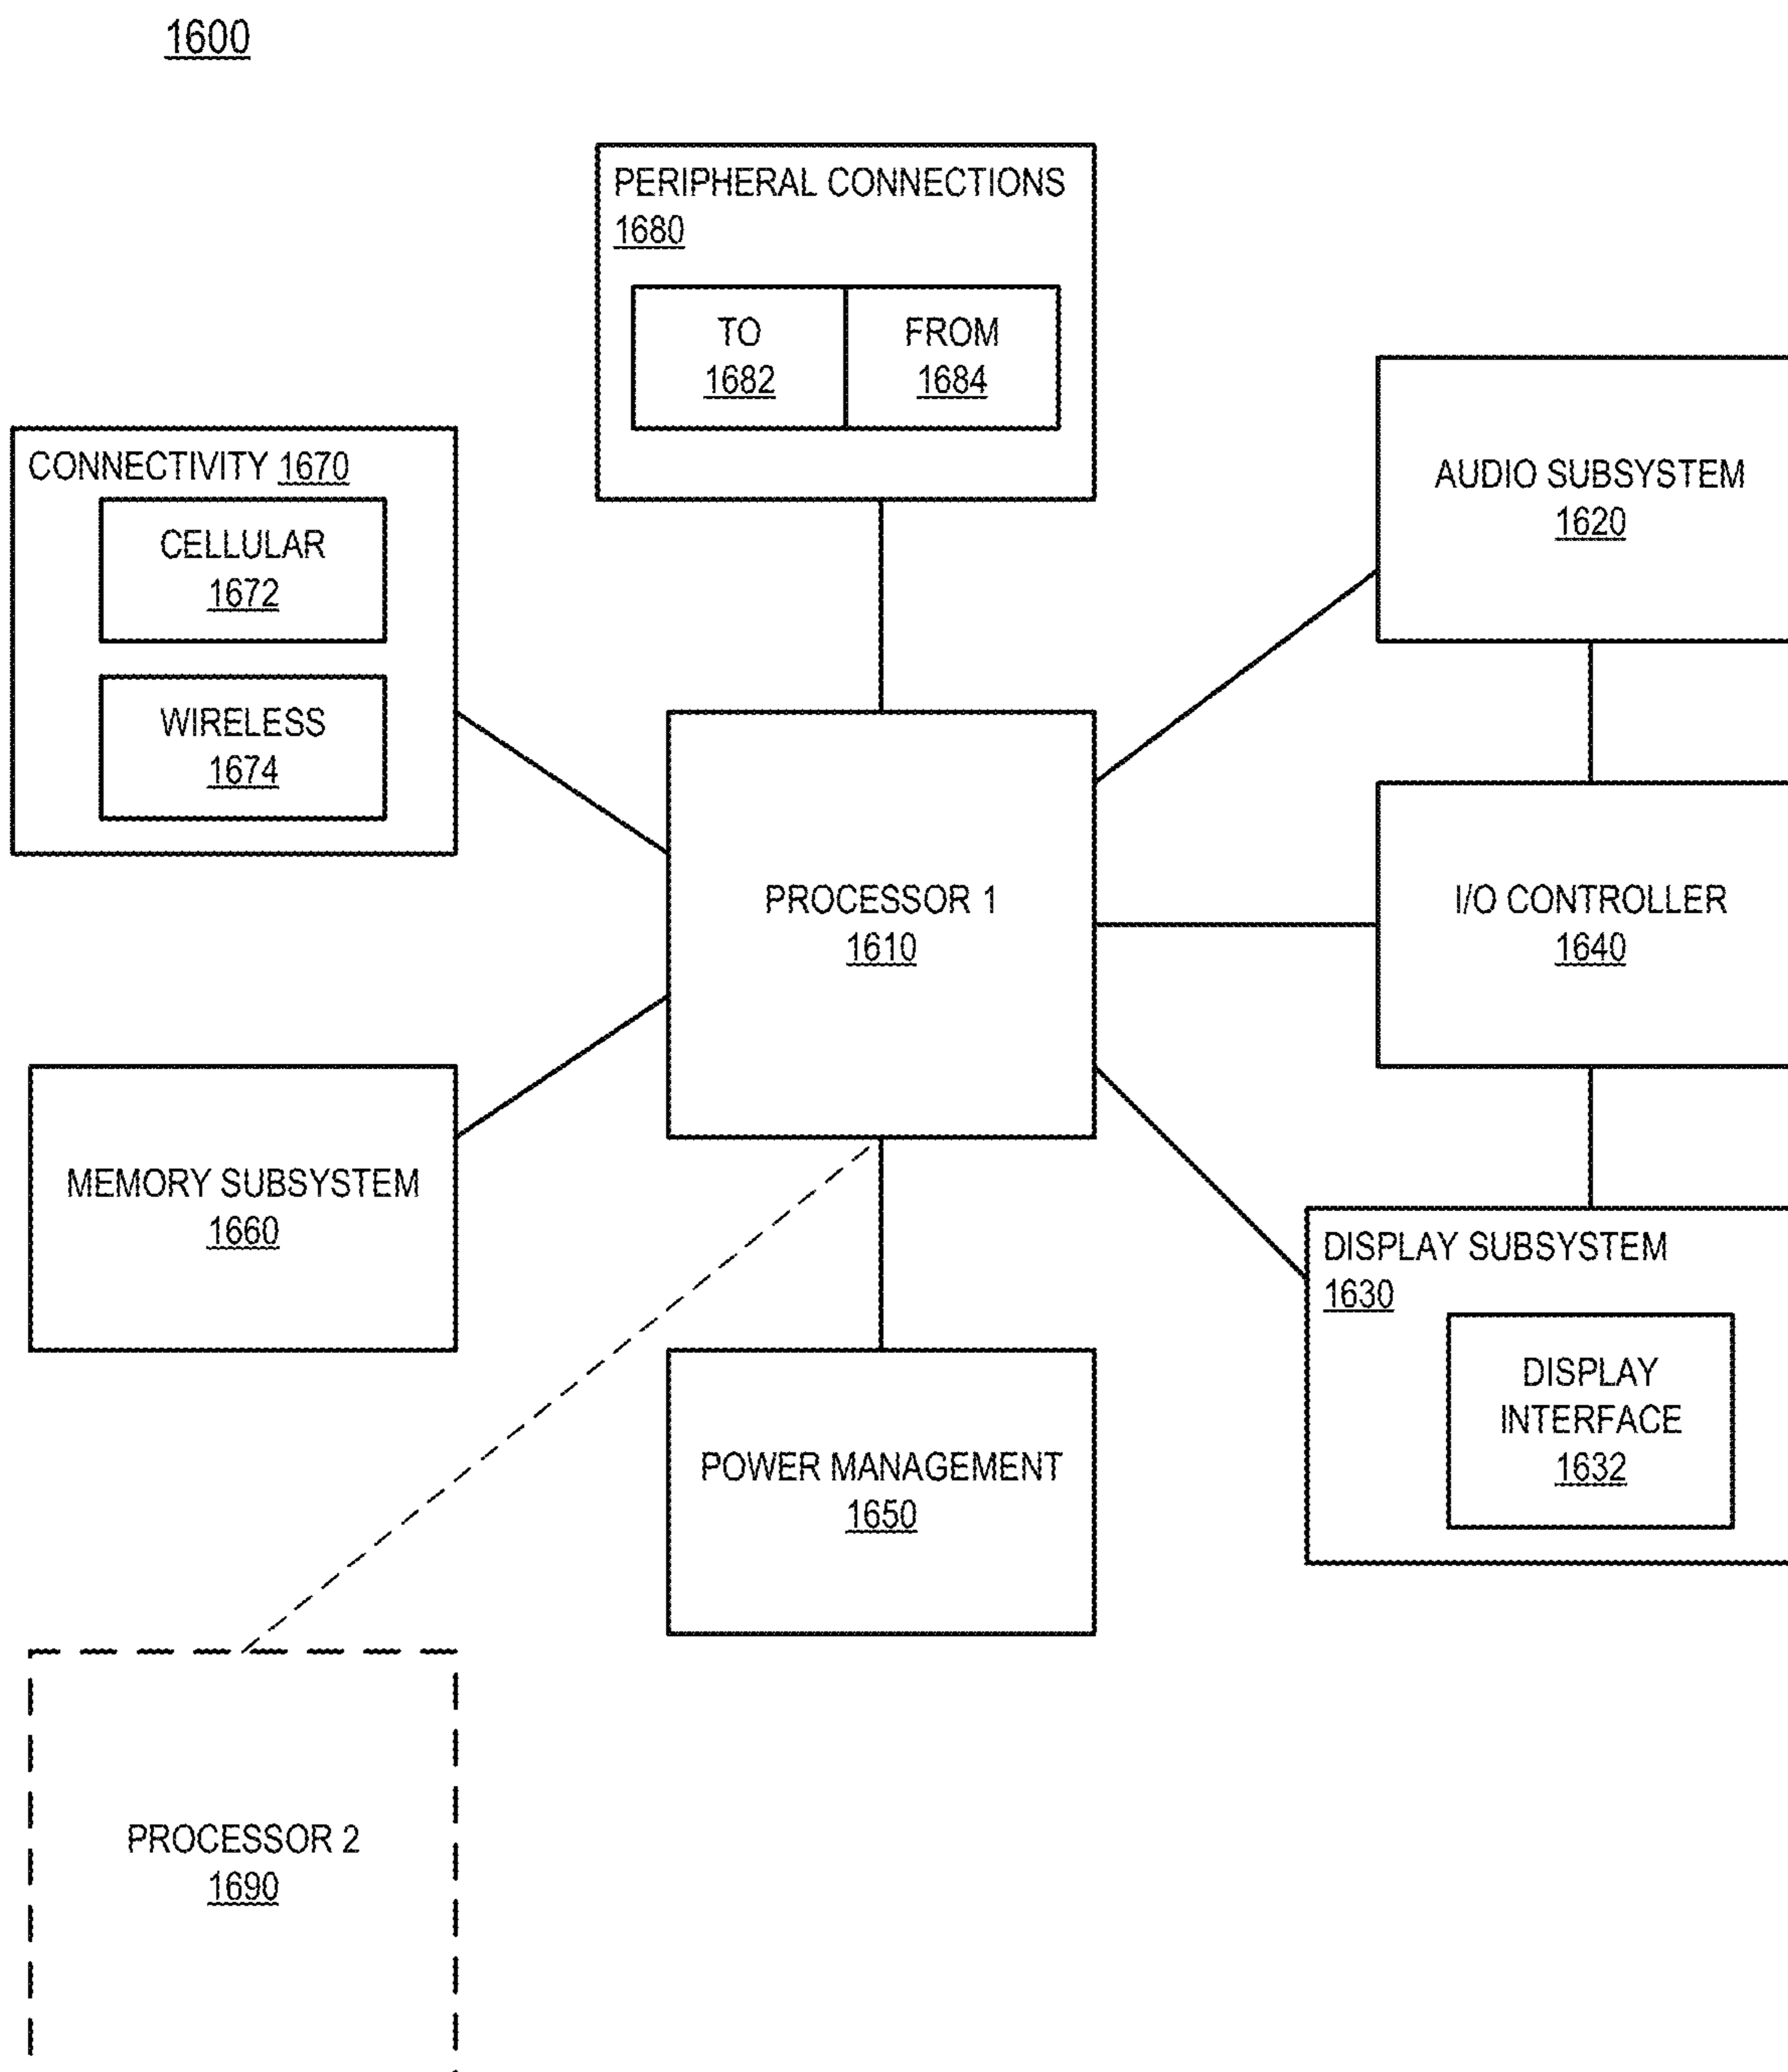 1600
PERIPHERAL CONNECTIONS
1680
TO
1682
FROM
1684
CONNECTIVITY 1670
CELLULAR
1672
WIRELESS
1674
AUDIO SUBSYSTEM
1620
PROCESSOR 1
1610
I/O CONTROLLER
1640
MEMORY SUBSYSTEM
1660
DISPLAY SUBSYSTEM
1630
DISPLAY
INTERFACE
1632
POWER MANAGEMENT
1650
PROCESSOR 2
1690